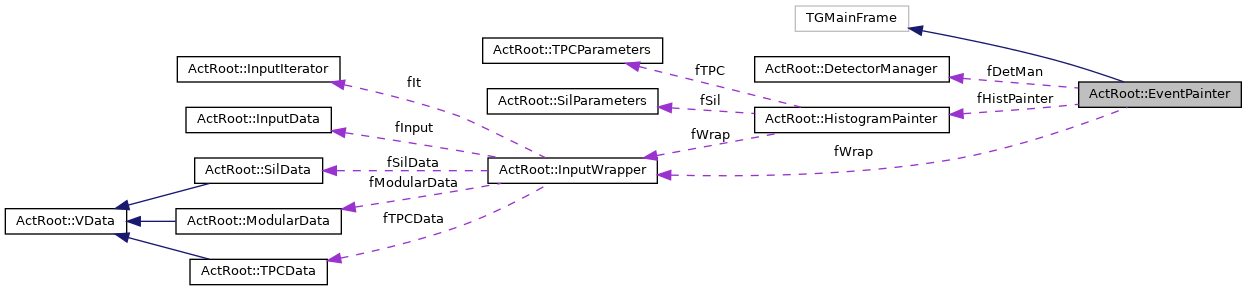 TGMainFrame
ActRoot::TPCParameters
ActRoot::InputIterator
ActRoot::DetectorManager
fTPC
fDetMan
fIt
ActRoot::EventPainter
ActRoot::SilParameters
fSil
fHistPainter
ActRoot::InputData
ActRoot::HistogramPainter
fInput
fWrap
fWrap
fSilData
ActRoot::SilData
ActRoot::InputWrapper
fModularData
ActRoot::VData
ActRoot::ModularData
fTPCData
ActRoot::TPCData